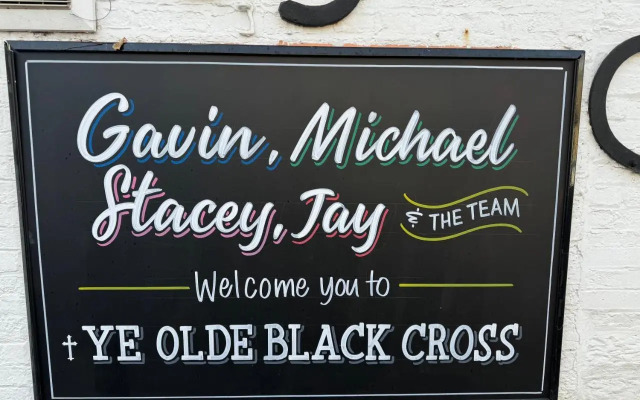 Gavin, Michael
Stacey, Jay & THE TEAM
Welcome you to
YE OLDE BLACK CROSS